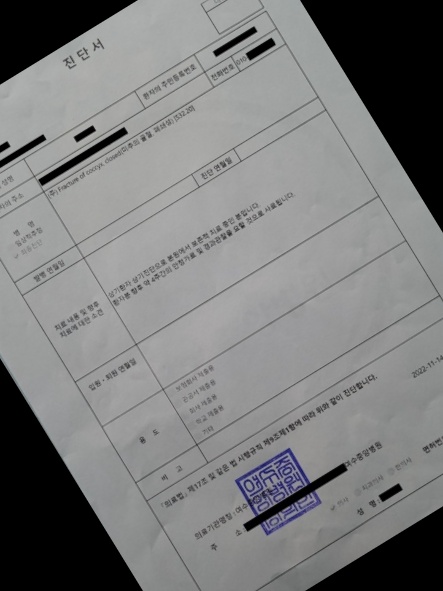 진 단 서
환자의 주민등록번호
성명
전화번호 010-
환자의 주소
병 명
임상적추정
최종진단
(주) Fracture of coccyx, closed(미추의 골절 폐쇄성) (S32.20)
발병 연월일
진단 연월일
치료 내용 및 향후
치료에 대한 소견
상기환자 상기진단으로 본원에서 보존적 치료 중인 분입니다.
환자분 향후 약 4주간의 안정가료 및 경과관찰을 요할 것으로 사료됩니다.
입원·퇴원 연월일
용 도
보험회사 제출용
관공서 제출용
회사 제출용
학교 제출용
기타
비 고
「의료법」 제17조 및 같은 법 시행규칙 제9조제1항에 따라 위와 같이 진단합니다.
2022-11-14
의료기관명칭 : 여수
여수중앙병원
주 소
의사 치과의사 한의사
면허번
성 명